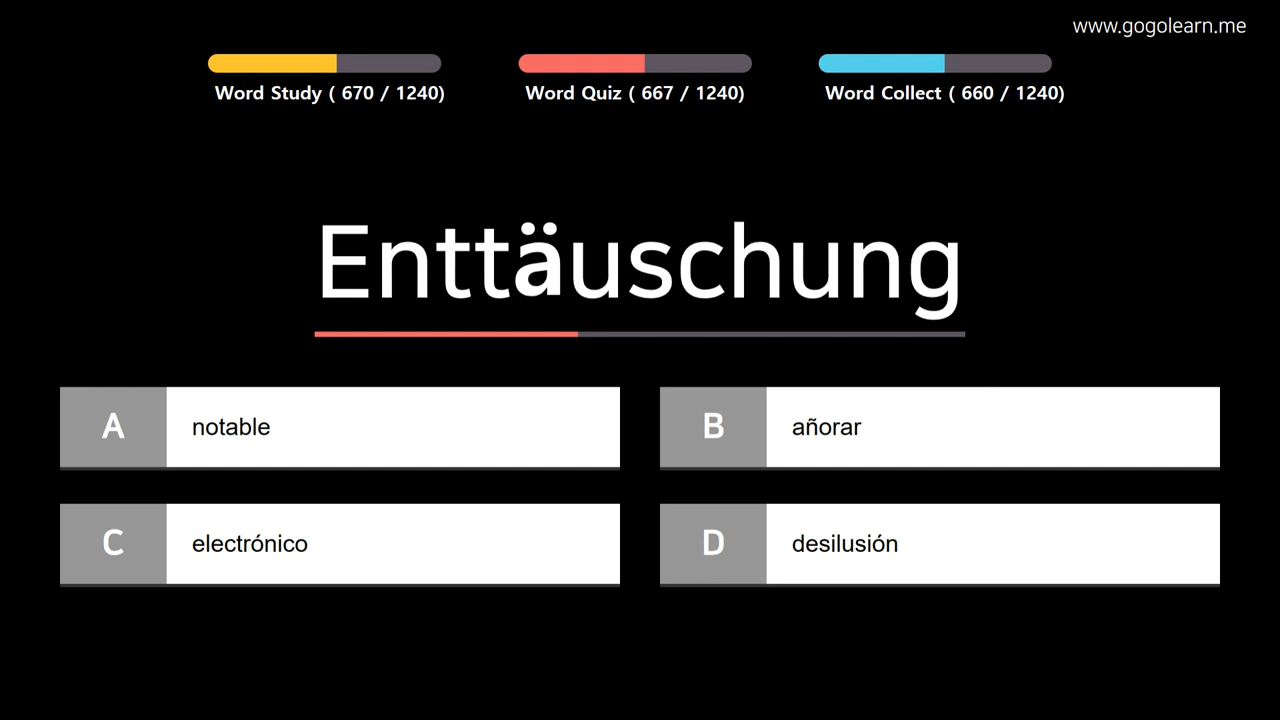 www.gogolearn.me
Word Study ( 670 / 1240)
Word Quiz ( 667 / 1240)
Word Collect ( 660 / 1240)
Enttäuschung
A notable
B añorar
C electrónico
D desilusión